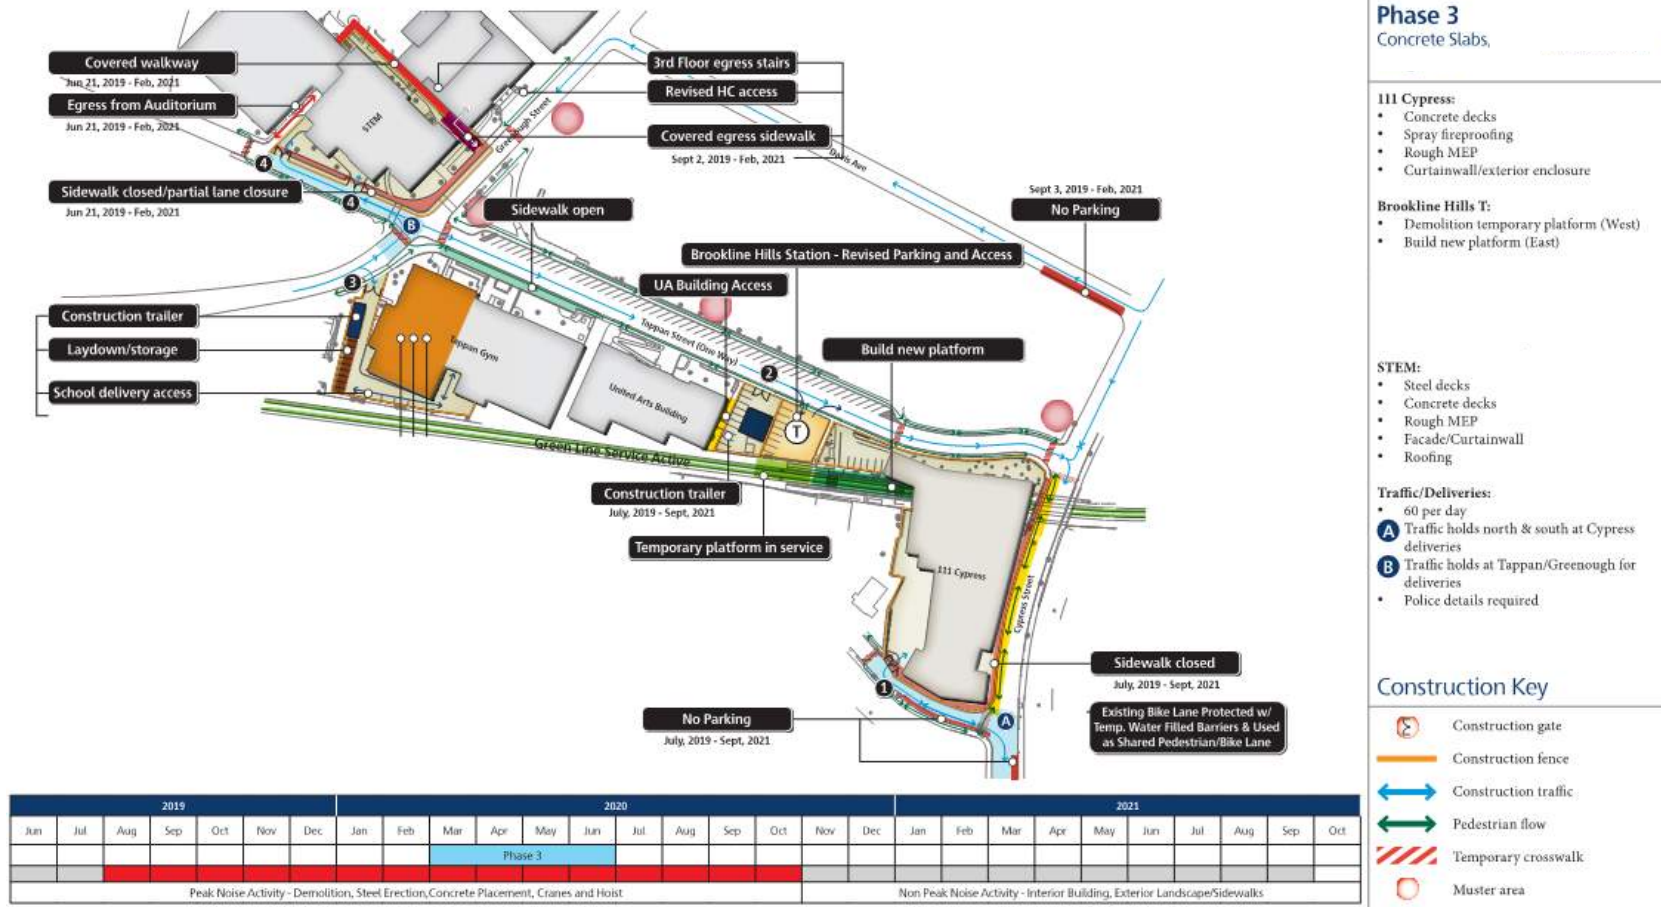 Phase 3
Concrete Slabs,
Covered walkway
Jun 21, 2019 - Feb, 2021
Egress from Auditorium
Jun 21, 2019 - Feb, 2021
3rd Floor egress stairs
Revised HC access
Covered egress sidewalk
Sept 2, 2019 - Feb, 2021
STEM
Greenough Street
Davis Ave
Sidewalk closed/partial lane closure
Jun 21, 2019 - Feb, 2021
4
4
B
3
Sidewalk open
Sept 3, 2019 - Feb, 2021
No Parking
Brookline Hills Station - Revised Parking and Access
UA Building Access
Construction trailer
Laydown/storage
School delivery access
Tappan Gym
Tappan Street (One Way)
Build new platform
2
United Arts Building
T
Green Line Service Active
Construction trailer
July, 2019 - Sept, 2021
Temporary platform in service
111 Cypress
Cypress Street
Sidewalk closed
July, 2019 - Sept, 2021
1
No Parking
July, 2019 - Sept, 2021
A
Existing Bike Lane Protected w/
Temp. Water Filled Barriers & Used
as Shared Pedestrian/Bike Lane
111 Cypress:
• Concrete decks
• Spray fireproofing
• Rough MEP
• Curtainwall/exterior enclosure
Brookline Hills T:
• Demolition temporary platform (West)
• Build new platform (East)
STEM:
• Steel decks
• Concrete decks
• Rough MEP
• Facade/Curtainwall
• Roofing
Traffic/Deliveries:
• 60 per day
A Traffic holds north & south at Cypress
deliveries
B Traffic holds at Tappan/Greenough for
deliveries
• Police details required
Construction Key
Construction gate
Construction fence
Construction traffic
Pedestrian flow
Temporary crosswalk
Muster area
2019 2020 2021
Jun Jul Aug Sep Oct Nov Dec Jan Feb Mar Apr May Jun Jul Aug Sep Oct Nov Dec Jan Feb Mar Apr May Jun Jul Aug Sep Oct
Phase 3
Peak Noise Activity - Demolition, Steel Erection,Concrete Placement, Cranes and Hoist
Non Peak Noise Activity - Interior Building, Exterior Landscape/Sidewalks